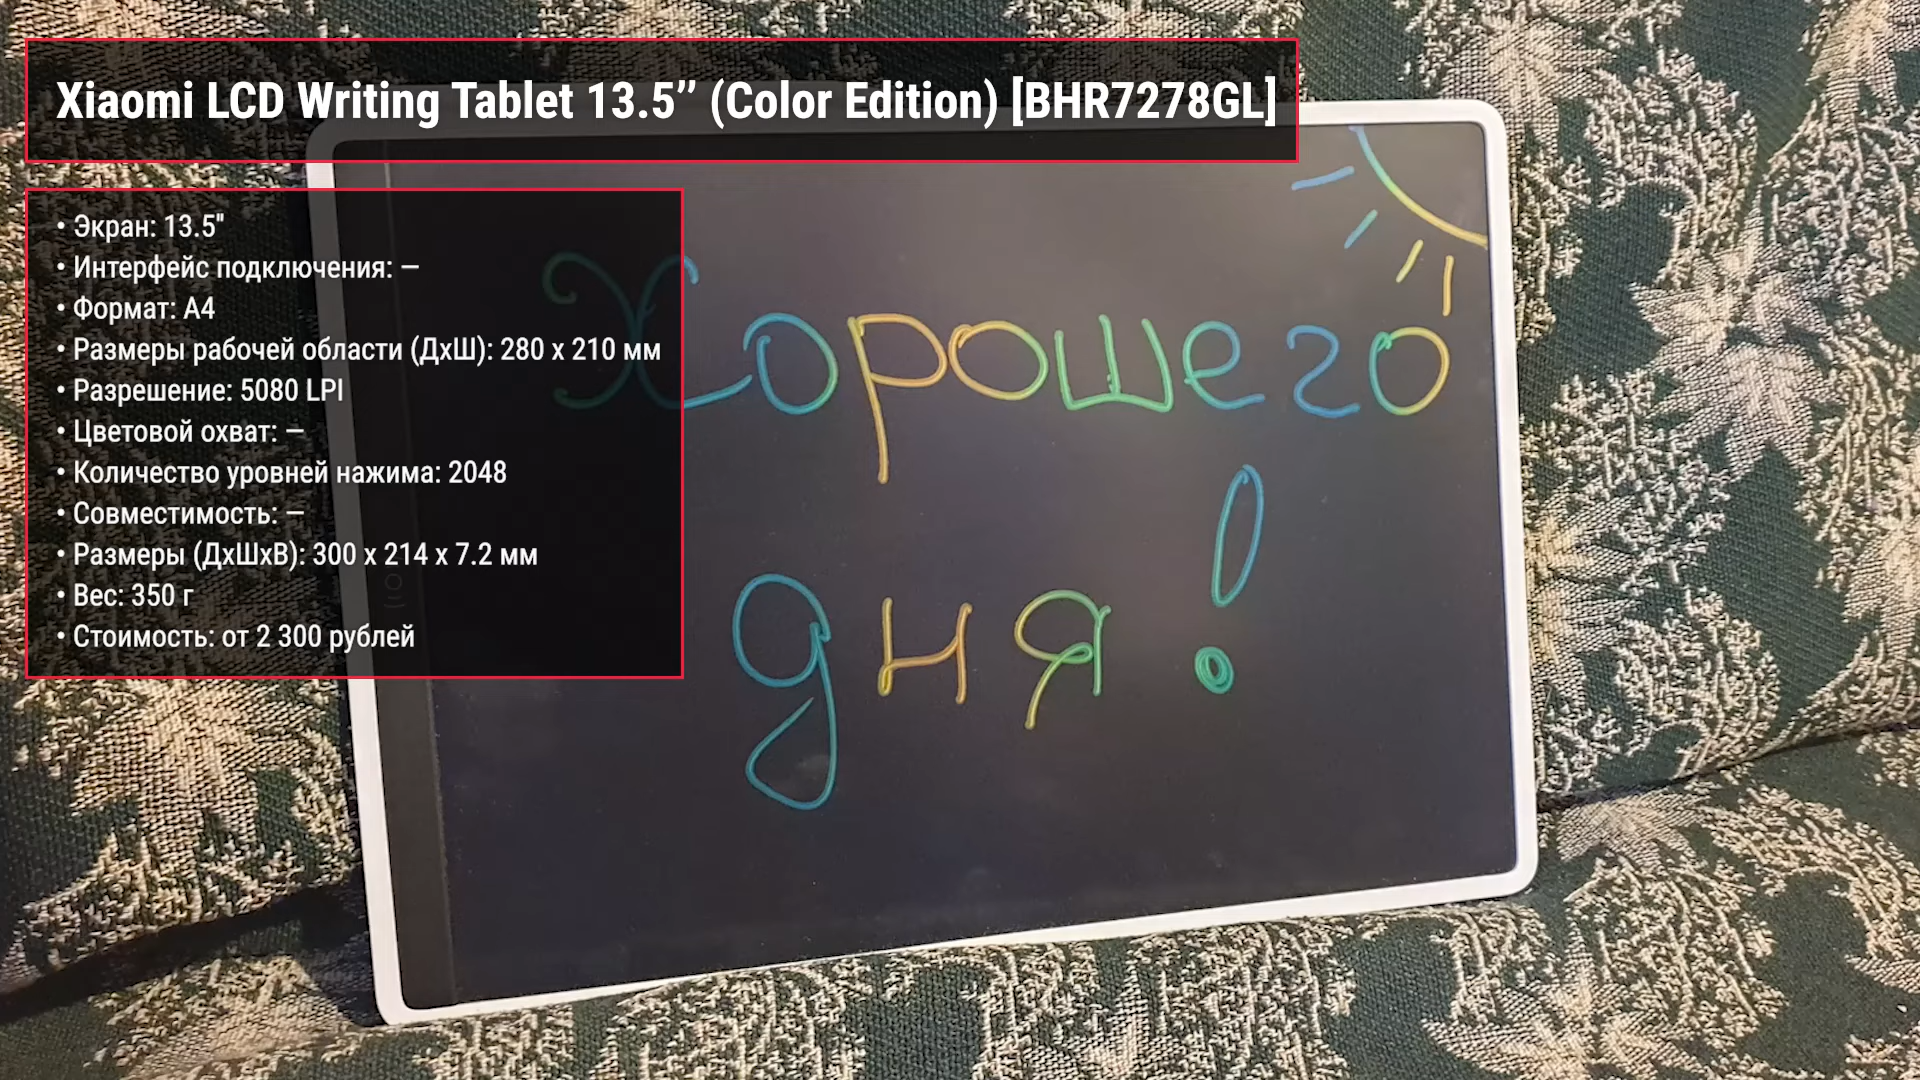 Xiaomi LCD Writing Tablet 13.5’’ (Color Edition) [BHR7278GL]
• Экран: 13.5"
• Интерфейс подключения: —
• Формат: A4
• Размеры рабочей области (ДхШ): 280 х 210 мм
• Разрешение: 5080 LPI
• Цветовой охват: —
• Количество уровней нажима: 2048
• Совместимость: —
• Размеры (ДхШхВ): 300 х 214 х 7.2 мм
• Вес: 350 г
• Стоимость: от 2 300 рублей
Хорошего
дня!